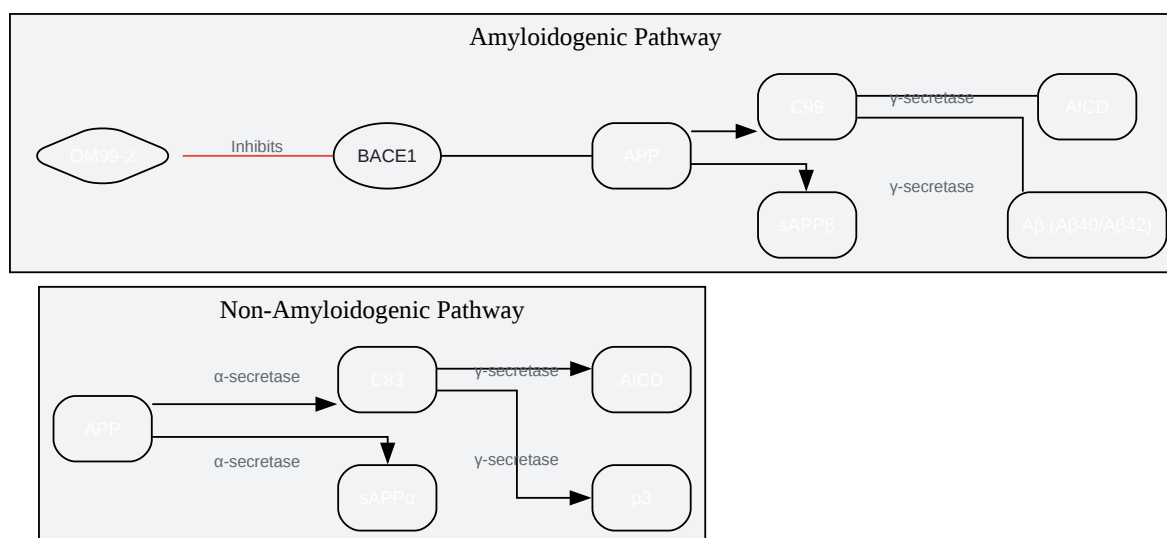 Amyloidogenic Pathway
C99
γ-secretase
AICD
OM99-2
Inhibits
BACE1
APP
γ-secretase
sAPPβ
Aβ (Aβ40/Aβ42)
Non-Amyloidogenic Pathway
α-secretase
C83
γ-secretase
AICD
APP
α-secretase
γ-secretase
sAPPα
p3